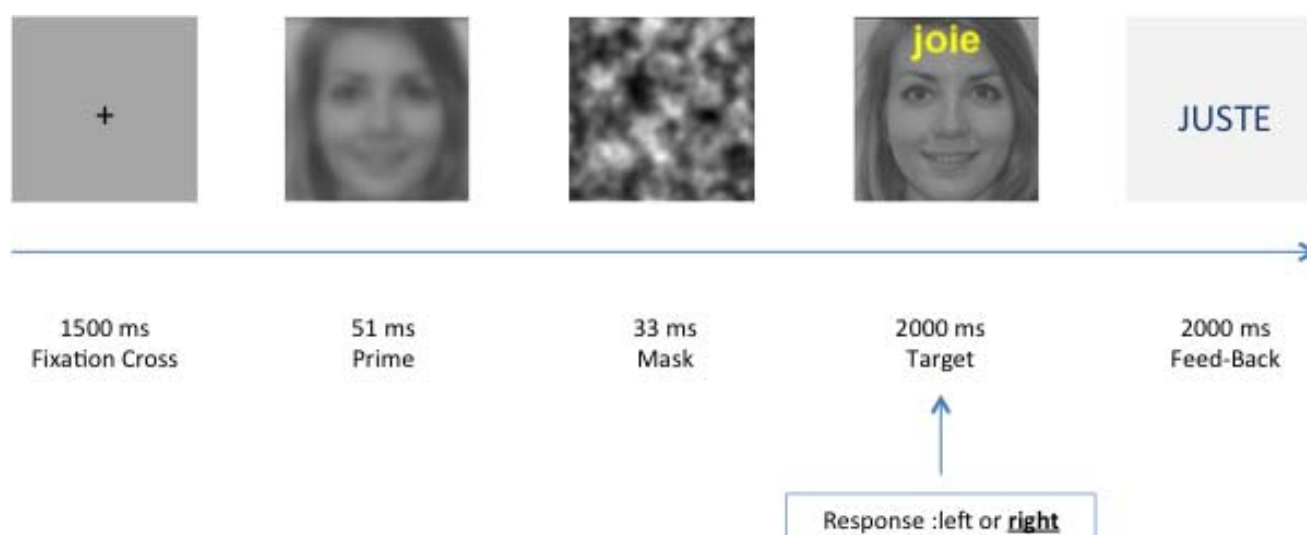 +
joie
JUSTE
1500 ms
Fixation Cross
51 ms
Prime
33 ms
Mask
2000 ms
Target
2000 ms
Feed-Back
Response :left or right